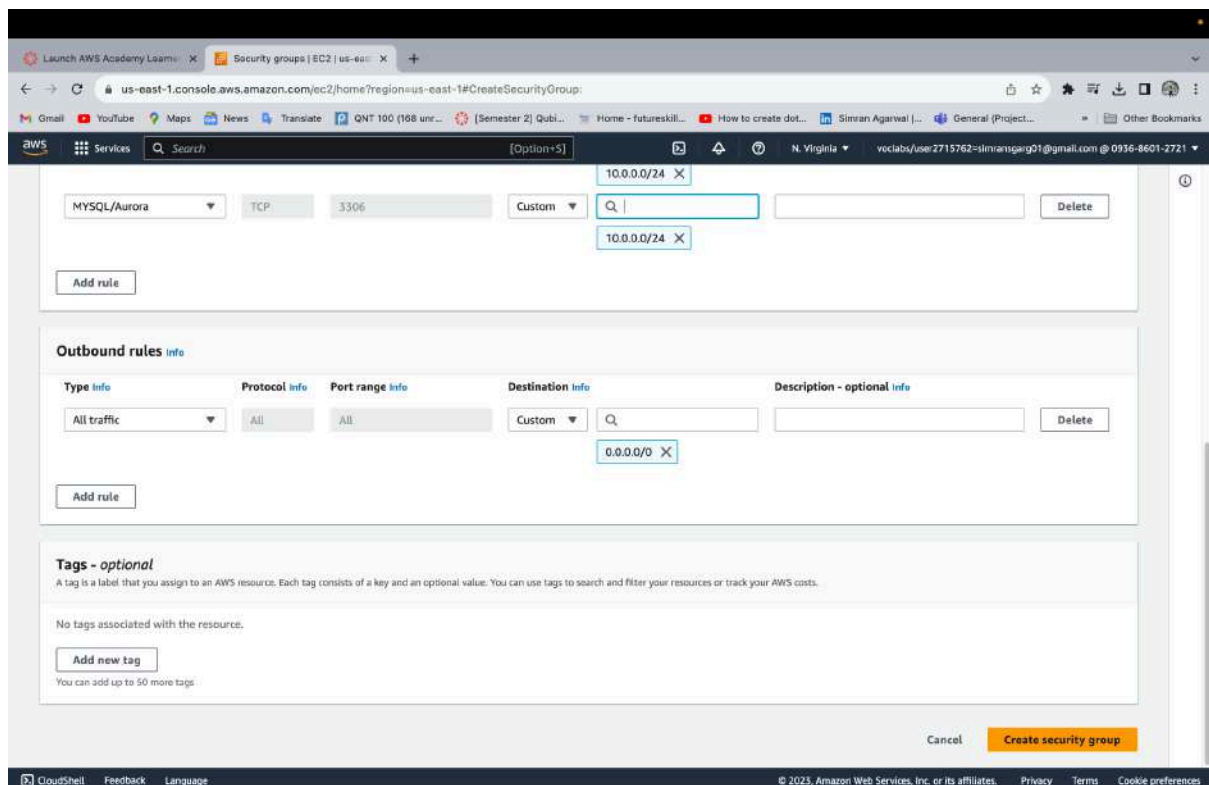 Launch AWS Academy Learne
Security groups | EC2 | us-eas
us-east-1.console.aws.amazon.com/ec2/home?region=us-east-1#CreateSecurityGroup:
Gmail YouTube Maps News Translate QNT 100 (168 unr... [Semester 2] Qubi... Home - futureskill... How to create dot... Simran Agarwal |... General (Project... » Other Bookmarks
aws Services Search [Option+S] N. Virginia voclabs/user2715762=simransgarg01@gmail.com @ 0936-8601-2721
10.0.0.0/24
MYSQL/Aurora TCP 3306 Custom Delete
10.0.0.0/24
Add rule
Outbound rules Info
Type Info Protocol Info Port range Info Destination Info Description - optional Info
All traffic All All Custom Delete
0.0.0.0/0
Add rule
Tags - optional
A tag is a label that you assign to an AWS resource. Each tag consists of a key and an optional value. You can use tags to search and filter your resources or track your AWS costs.
No tags associated with the resource.
Add new tag
You can add up to 50 more tags
Cancel Create security group
CloudShell Feedback Language © 2023, Amazon Web Services, Inc. or its affiliates. Privacy Terms Cookie preferences